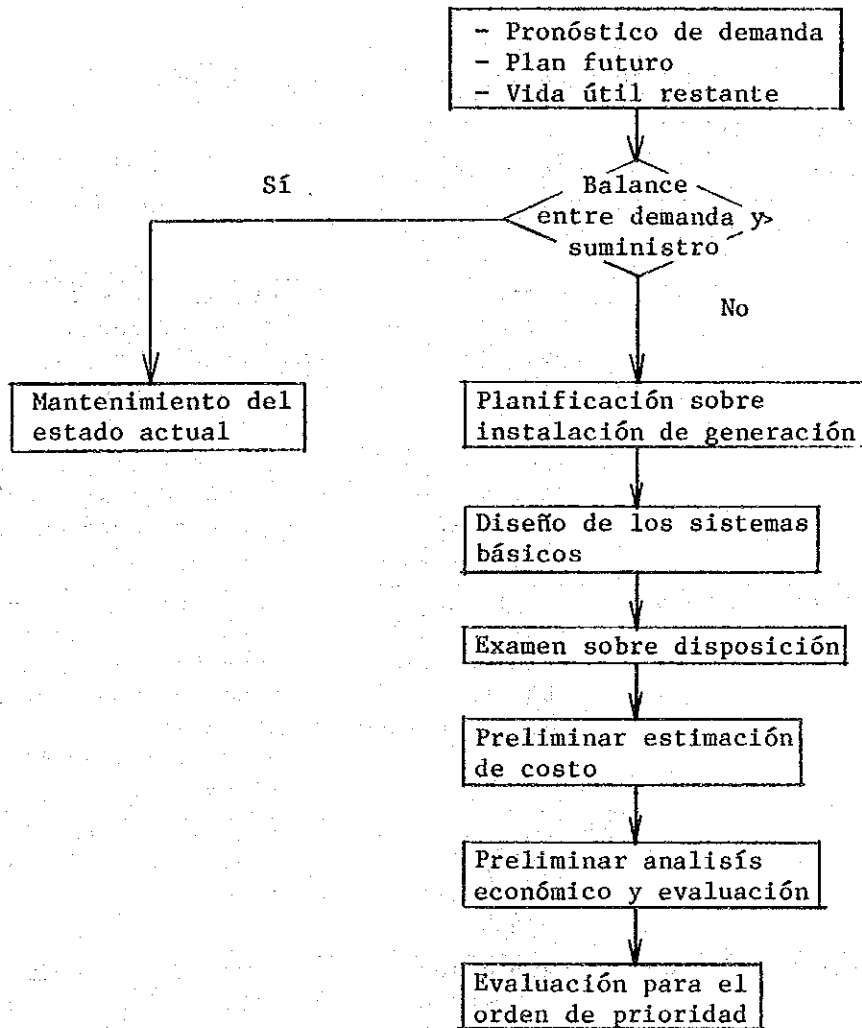 - Pronóstico de demanda
- Plan futuro
- Vida útil restante
Sí
Balance
entre demanda y
suministro
No
Mantenimiento del
estado actual
Planificación sobre
instalación de generación
Diseño de los sistemas
básicos
Examen sobre disposición
Preliminar estimación
de costo
Preliminar analisís
económico y evaluación
Evaluación para el
orden de prioridad